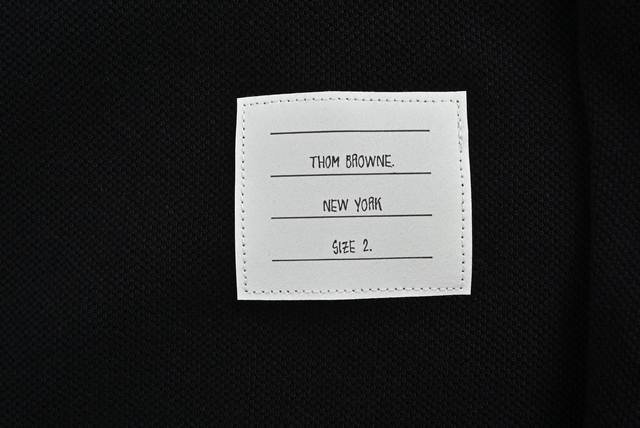 THOM BROWNE.
NEW YORK
SIZE 2.